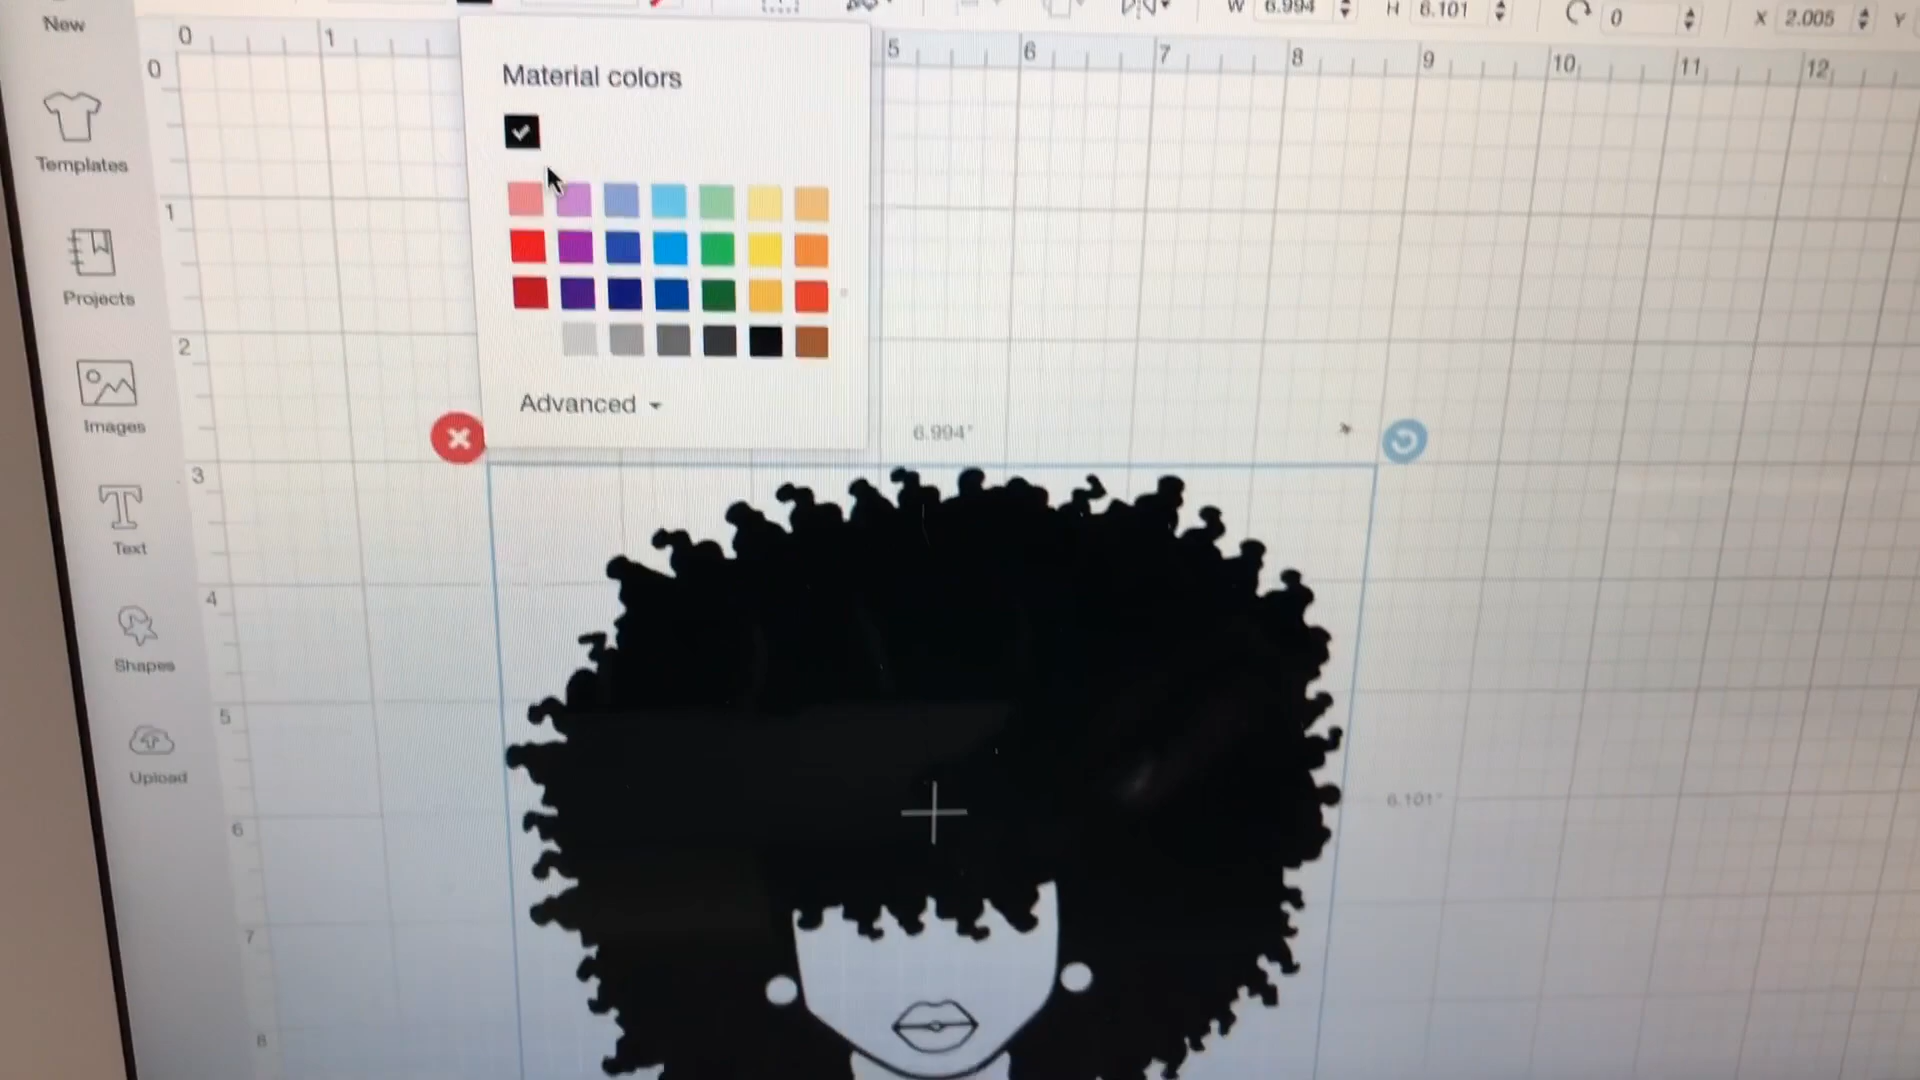 New
Templates
Projects
Images
Text
Shapes
Upload
W 6.994
H 6.101
0
X 2.005
Y
0 1 5 6 7 8 9 10 11 12
0
1
2
3
4
5
6
7
8
Material colors
Advanced
6.994"
6.101"